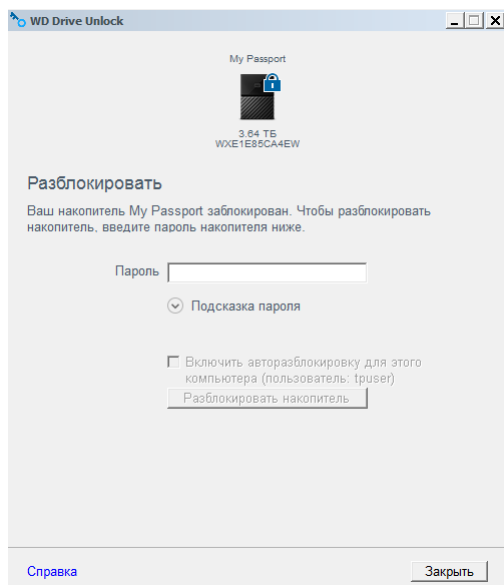 WD Drive Unlock
My Passport
3.64 ТБ
WXE1E85CA4EW
Разблокировать
Ваш накопитель My Passport заблокирован. Чтобы разблокировать
накопитель, введите пароль накопителя ниже.
Пароль
Подсказка пароля
Включить авторазблокировку для этого
компьютера (пользователь: tpuser)
Разблокировать накопитель
Справка
Закрыть